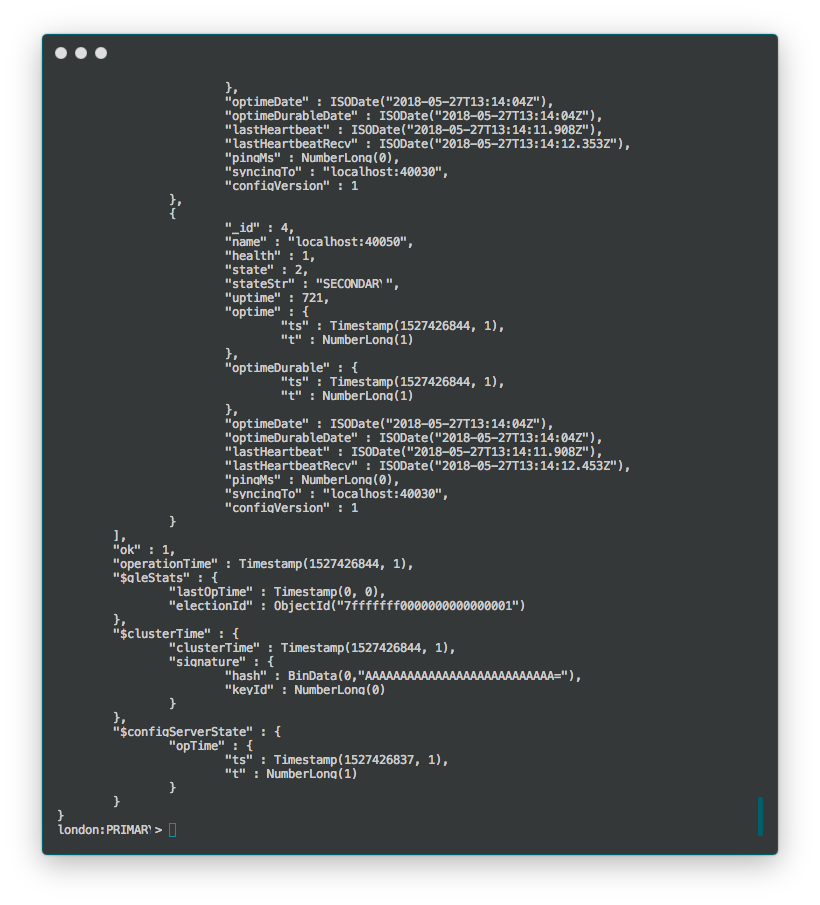 },
"optimeDate" : ISODate("2018-05-27T13:14:04Z"),
"optimeDurableDate" : ISODate("2018-05-27T13:14:04Z"),
"lastHeartbeat" : ISODate("2018-05-27T13:14:11.908Z"),
"lastHeartbeatRecv" : ISODate("2018-05-27T13:14:12.353Z"),
"pingMs" : NumberLong(0),
"syncingTo" : "localhost:40030",
"configVersion" : 1
},
{
"_id" : 4,
"name" : "localhost:40050",
"health" : 1,
"state" : 2,
"stateStr" : "SECONDARY",
"uptime" : 721,
"optime" : {
"ts" : Timestamp(1527426844, 1),
"t" : NumberLong(1)
},
"optimeDurable" : {
"ts" : Timestamp(1527426844, 1),
"t" : NumberLong(1)
},
"optimeDate" : ISODate("2018-05-27T13:14:04Z"),
"optimeDurableDate" : ISODate("2018-05-27T13:14:04Z"),
"lastHeartbeat" : ISODate("2018-05-27T13:14:11.908Z"),
"lastHeartbeatRecv" : ISODate("2018-05-27T13:14:12.453Z"),
"pingMs" : NumberLong(0),
"syncingTo" : "localhost:40030",
"configVersion" : 1
}
],
"ok" : 1,
"operationTime" : Timestamp(1527426844, 1),
"$gleStats" : {
"lastOpTime" : Timestamp(0, 0),
"electionId" : ObjectId("7fffffff0000000000000001")
},
"$clusterTime" : {
"clusterTime" : Timestamp(1527426844, 1),
"signature" : {
"hash" : BinData(0,"AAAAAAAAAAAAAAAAAAAAAAAAAAA="),
"keyId" : NumberLong(0)
}
},
"$configServerState" : {
"opTime" : {
"ts" : Timestamp(1527426837, 1),
"t" : NumberLong(1)
}
}
}
london:PRIMARY>